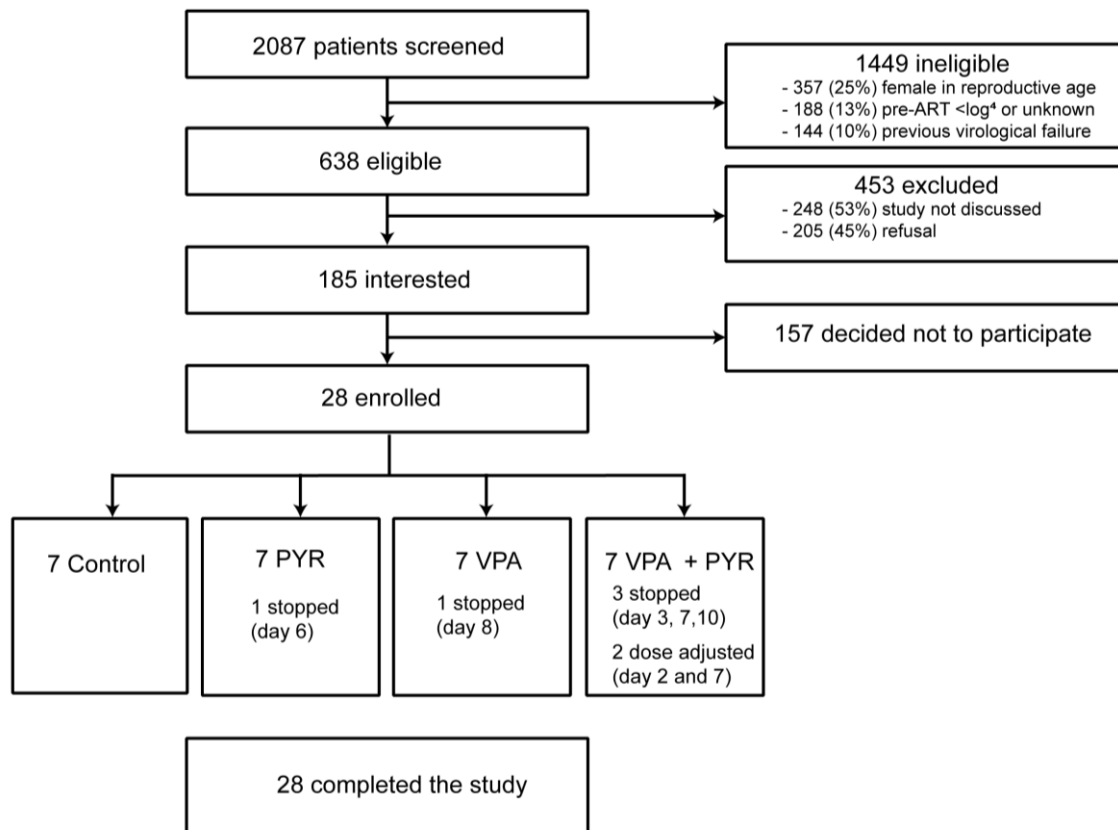 2087 patients screened
1449 ineligible
- 357 (25%) female in reproductive age
- 188 (13%) pre-ART <log⁴ or unknown
- 144 (10%) previous virological failure
638 eligible
453 excluded
- 248 (53%) study not discussed
- 205 (45%) refusal
185 interested
157 decided not to participate
28 enrolled
7 Control
7 PYR
1 stopped
(day 6)
7 VPA
1 stopped
(day 8)
7 VPA + PYR
3 stopped
(day 3, 7,10)
2 dose adjusted
(day 2 and 7)
28 completed the study